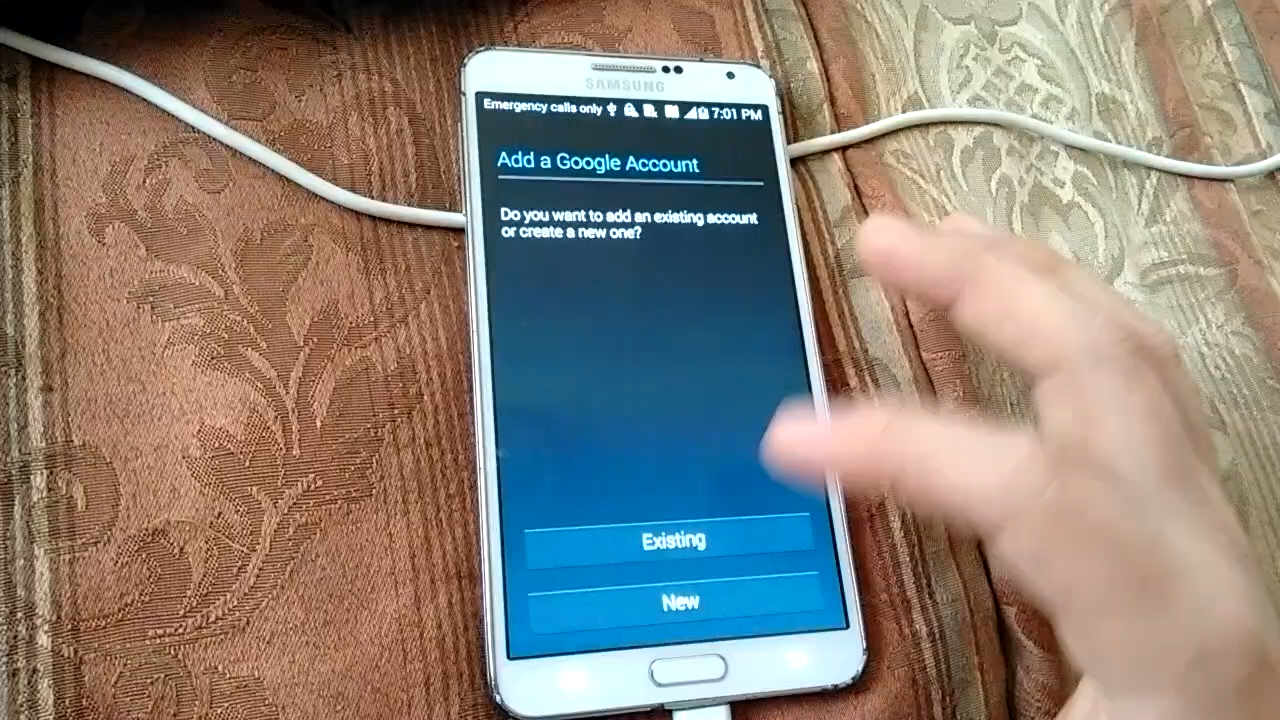 SAMSUNG
Emergency calls only 7:01 PM
Add a Google Account
Do you want to add an existing account
or create a new one?
Existing
New